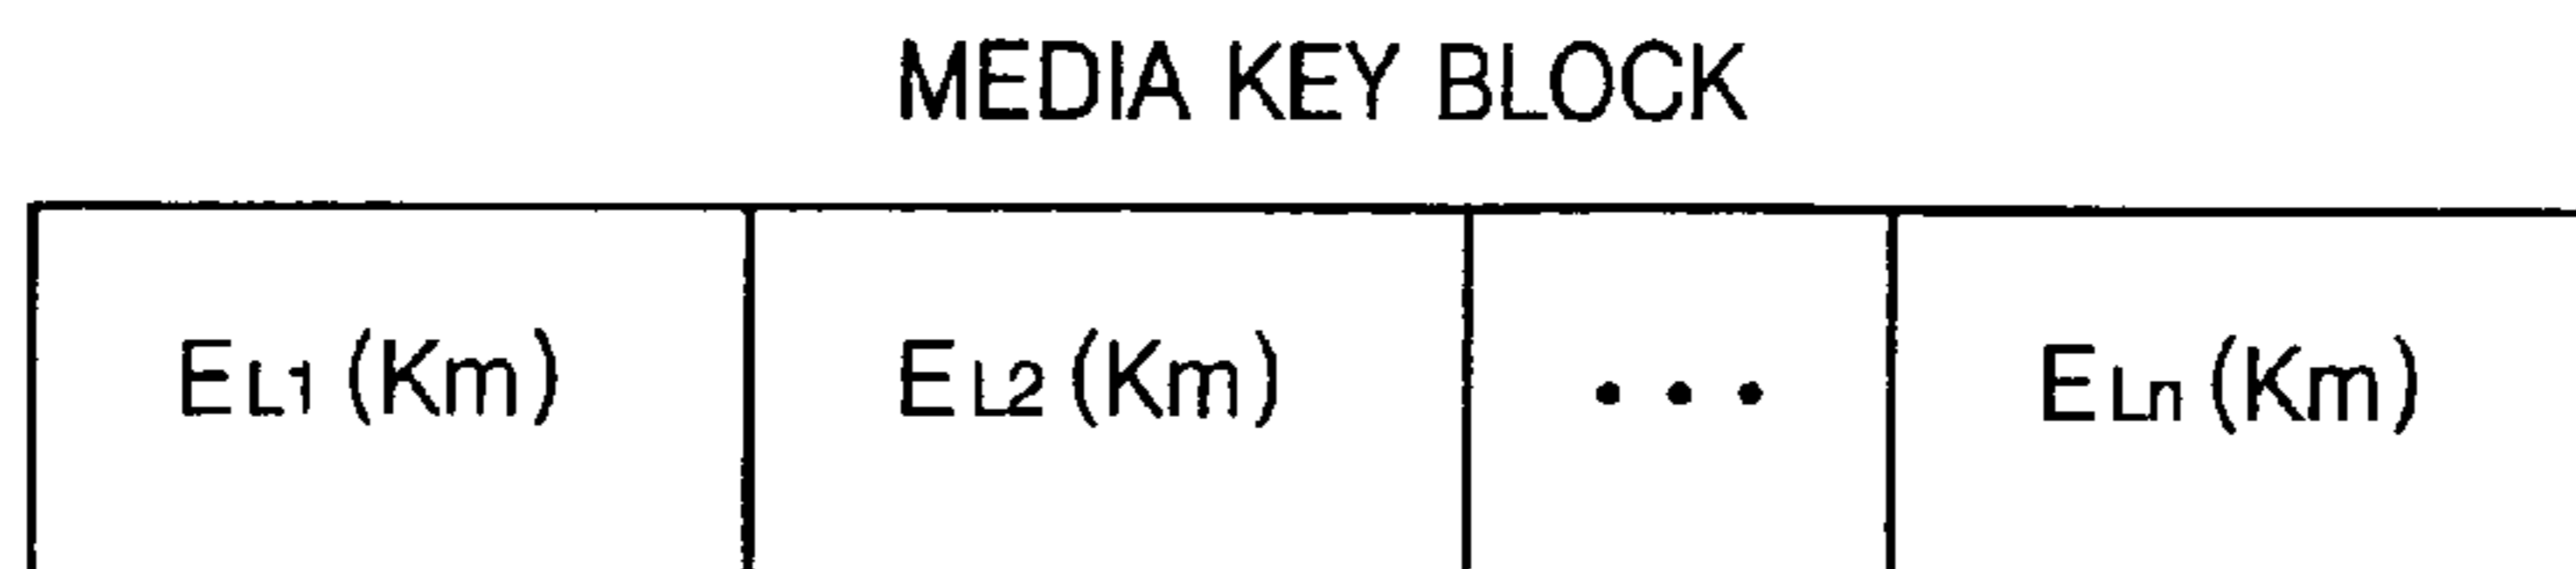 MEDIA KEY BLOCK
EL1 (Km) EL2 (Km) • • • ELn (Km)